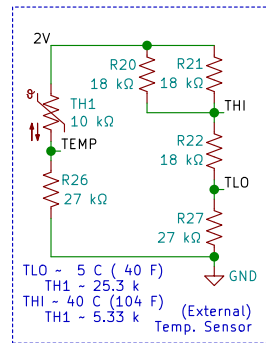 2V
R20
18 kΩ
R21
18 kΩ
ϑ
TH1
10 kΩ
THI
TEMP
R22
18 kΩ
TLO
R26
27 kΩ
R27
27 kΩ
TLO ~  5 C ( 40 F)
TH1 ~ 25.3 k
THI ~ 40 C (104 F)
TH1 ~ 5.33 k
GND
(External)
Temp. Sensor